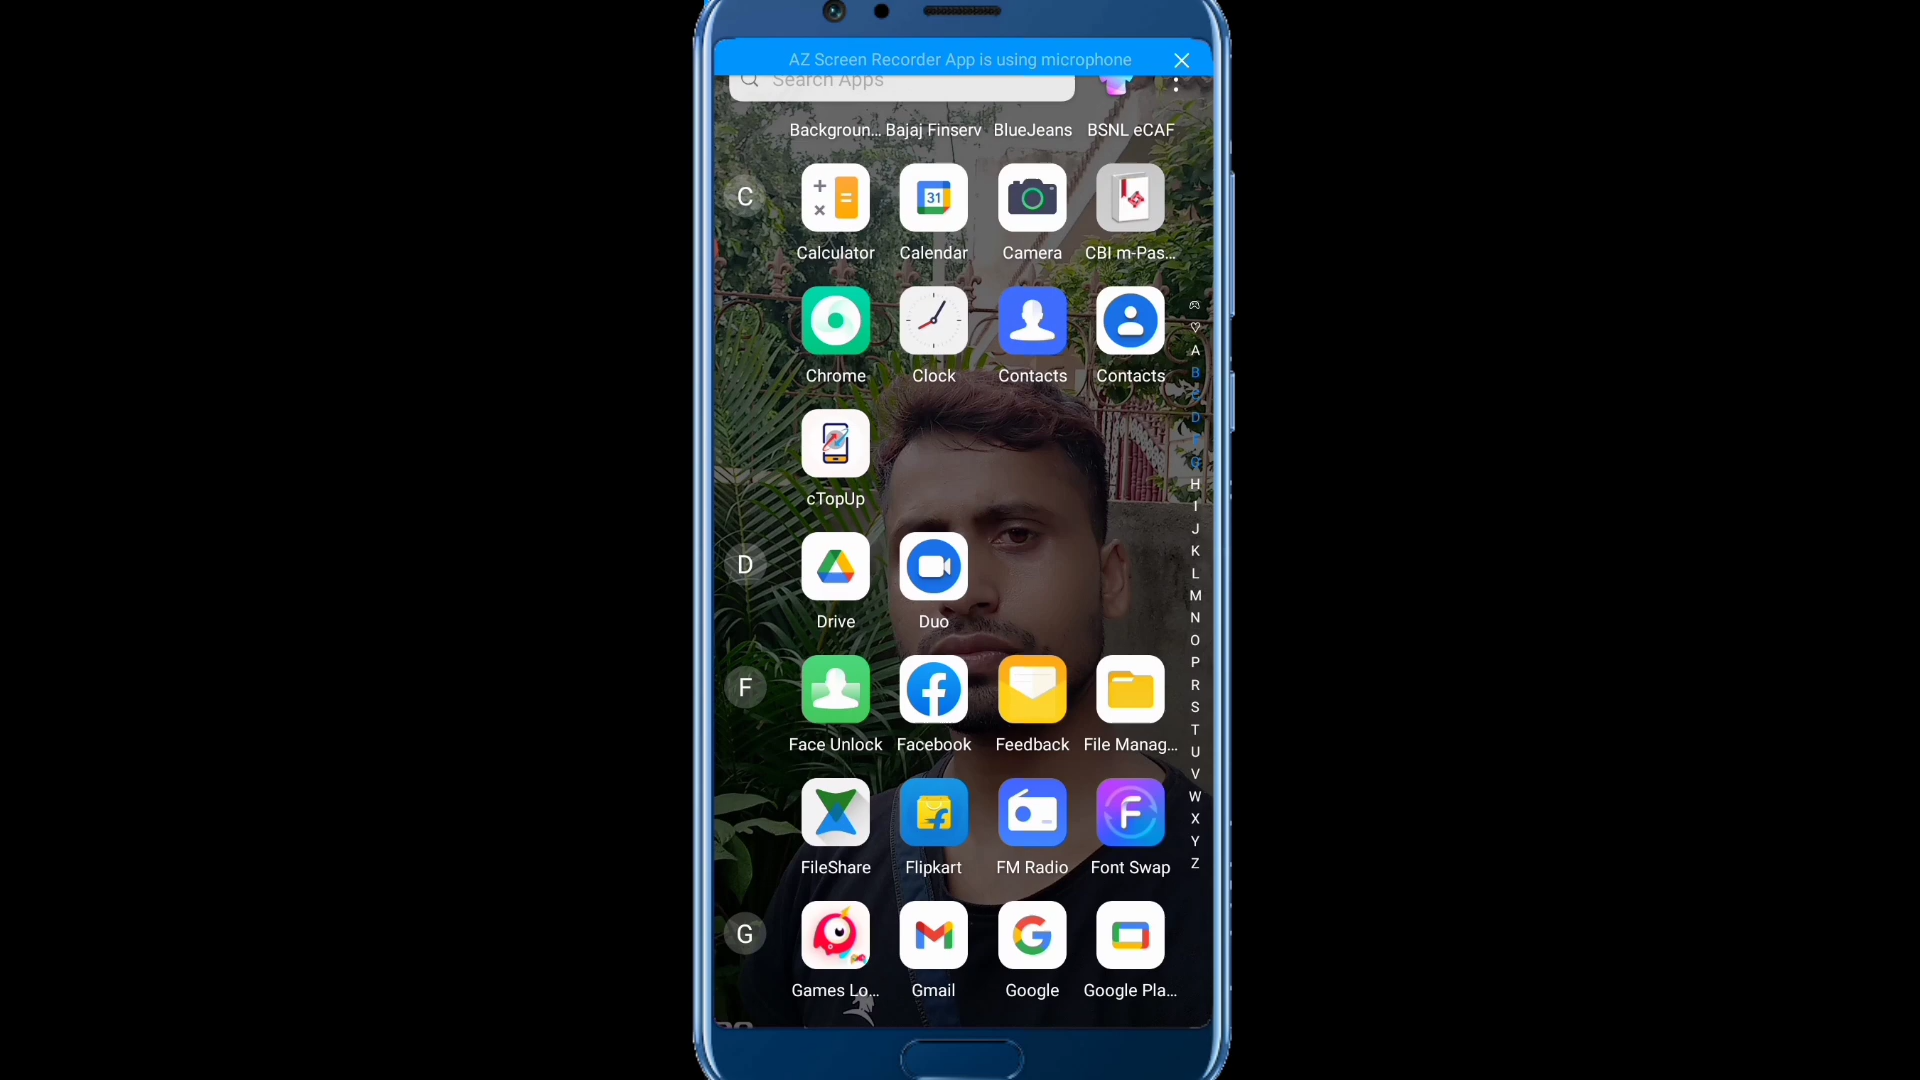 AZ Screen Recorder App is using microphone
Search Apps
Backgroun... Bajaj Finserv BlueJeans BSNL eCAF
C
31
Calculator Calendar Camera CBI m-Pas...
Chrome Clock Contacts Contacts
cTopUp
D
Drive Duo
F
Face Unlock Facebook Feedback File Manag...
FileShare Flipkart FM Radio Font Swap
G
Games Lo... Gmail Google Google Pla...
A
B
C
D
F
G
H
I
J
K
L
M
N
O
P
R
S
T
U
V
W
X
Y
Z